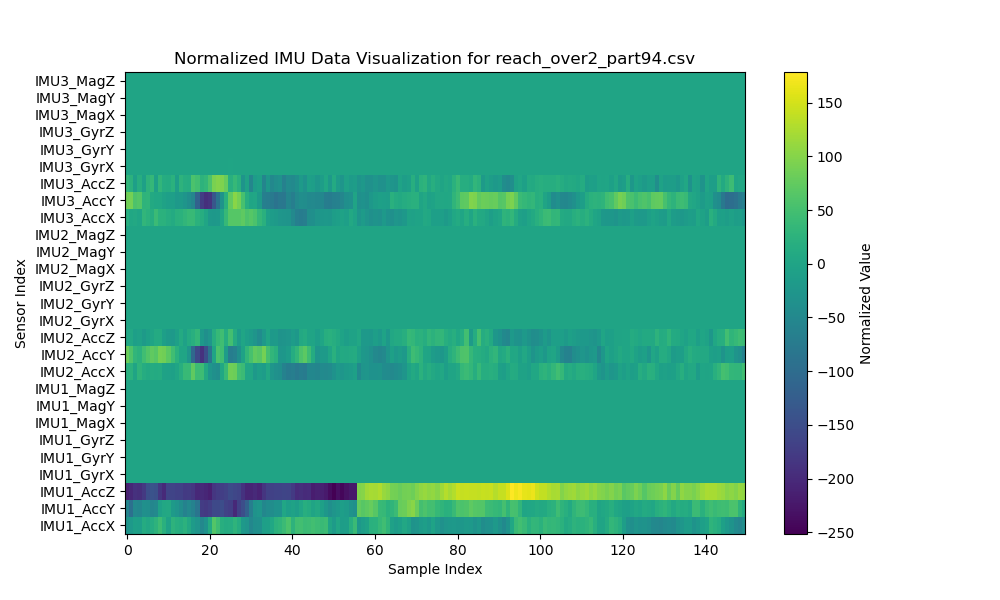 Normalized IMU Data Visualization for reach_over2_part94.csv
IMU3_MagZ
IMU3_MagY
IMU3_MagX
IMU3_GyrZ
IMU3_GyrY
IMU3_GyrX
IMU3_AccZ
IMU3_AccY
IMU3_AccX
IMU2_MagZ
IMU2_MagY
IMU2_MagX
IMU2_GyrZ
IMU2_GyrY
IMU2_GyrX
IMU2_AccZ
IMU2_AccY
IMU2_AccX
IMU1_MagZ
IMU1_MagY
IMU1_MagX
IMU1_GyrZ
IMU1_GyrY
IMU1_GyrX
IMU1_AccZ
IMU1_AccY
IMU1_AccX
Sensor Index
0 20 40 60 80 100 120 140
Sample Index
150
100
50
0
−50
−100
−150
−200
−250
Normalized Value